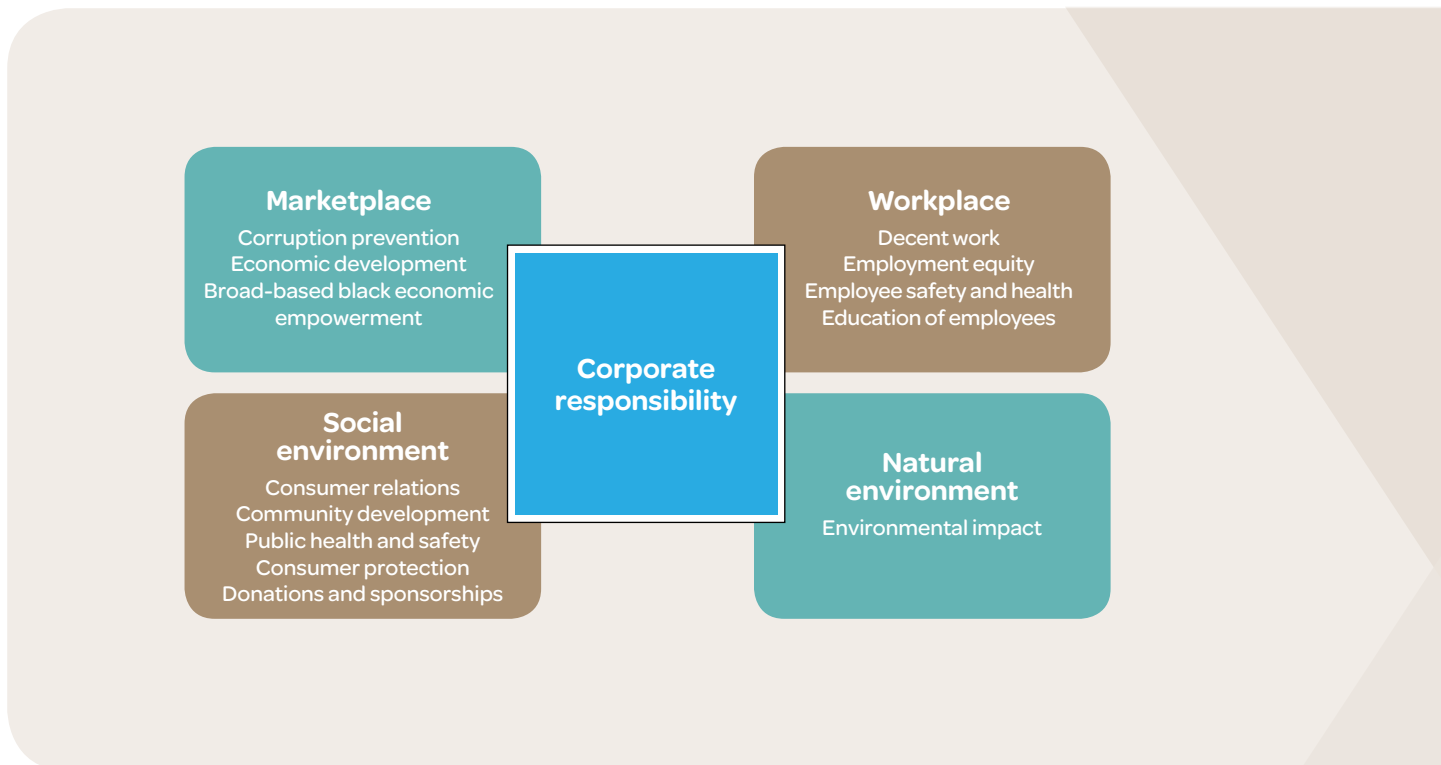 Marketplace
Corruption prevention
Economic development
Broad-based black economic
empowerment
Workplace
Decent work
Employment equity
Employee safety and health
Education of employees
Corporate
responsibility
Social
environment
Consumer relations
Community development
Public health and safety
Consumer protection
Donations and sponsorships
Natural
environment
Environmental impact